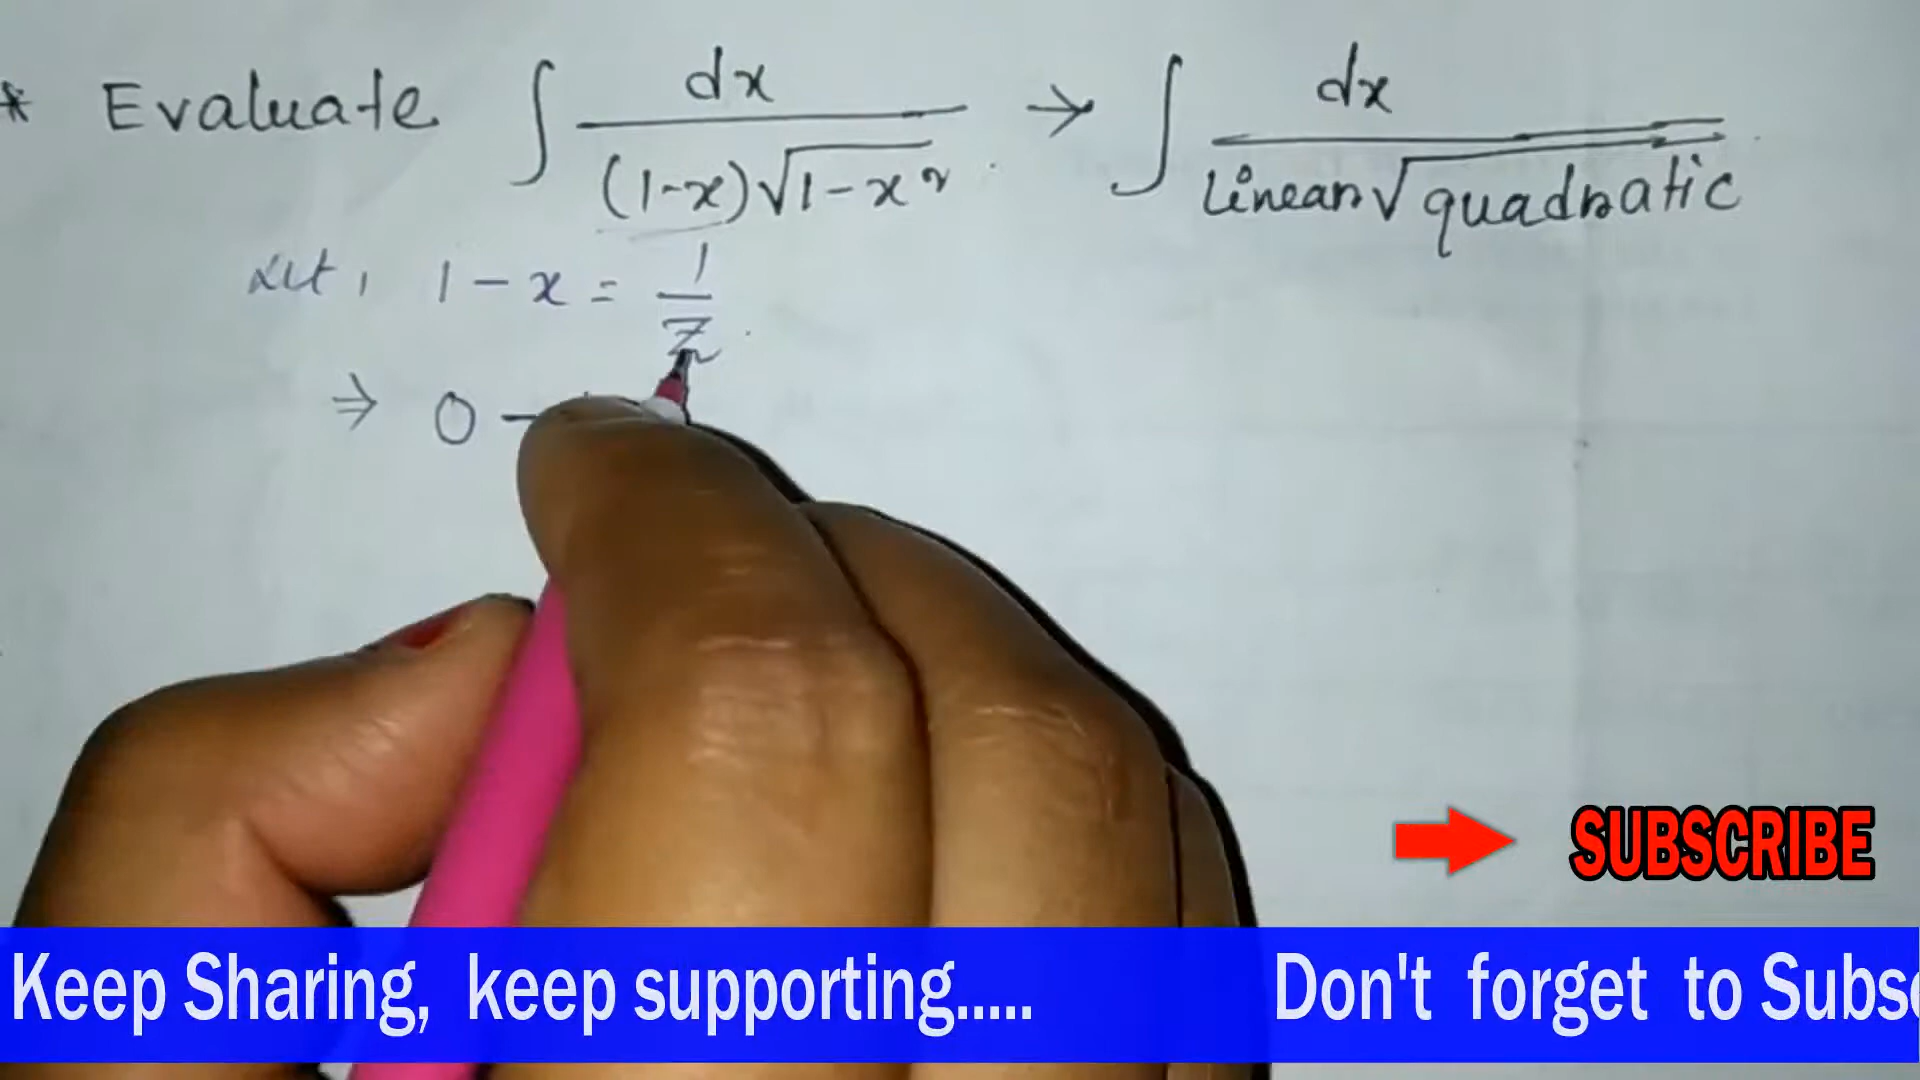 * Evaluate ∫ dx / (1-x)√1-x² → ∫ dx / Linear√quadratic
Let, 1-x = 1/z
⇒ 0 -
SUBSCRIBE
Keep Sharing, keep supporting..... Don't forget to Subs